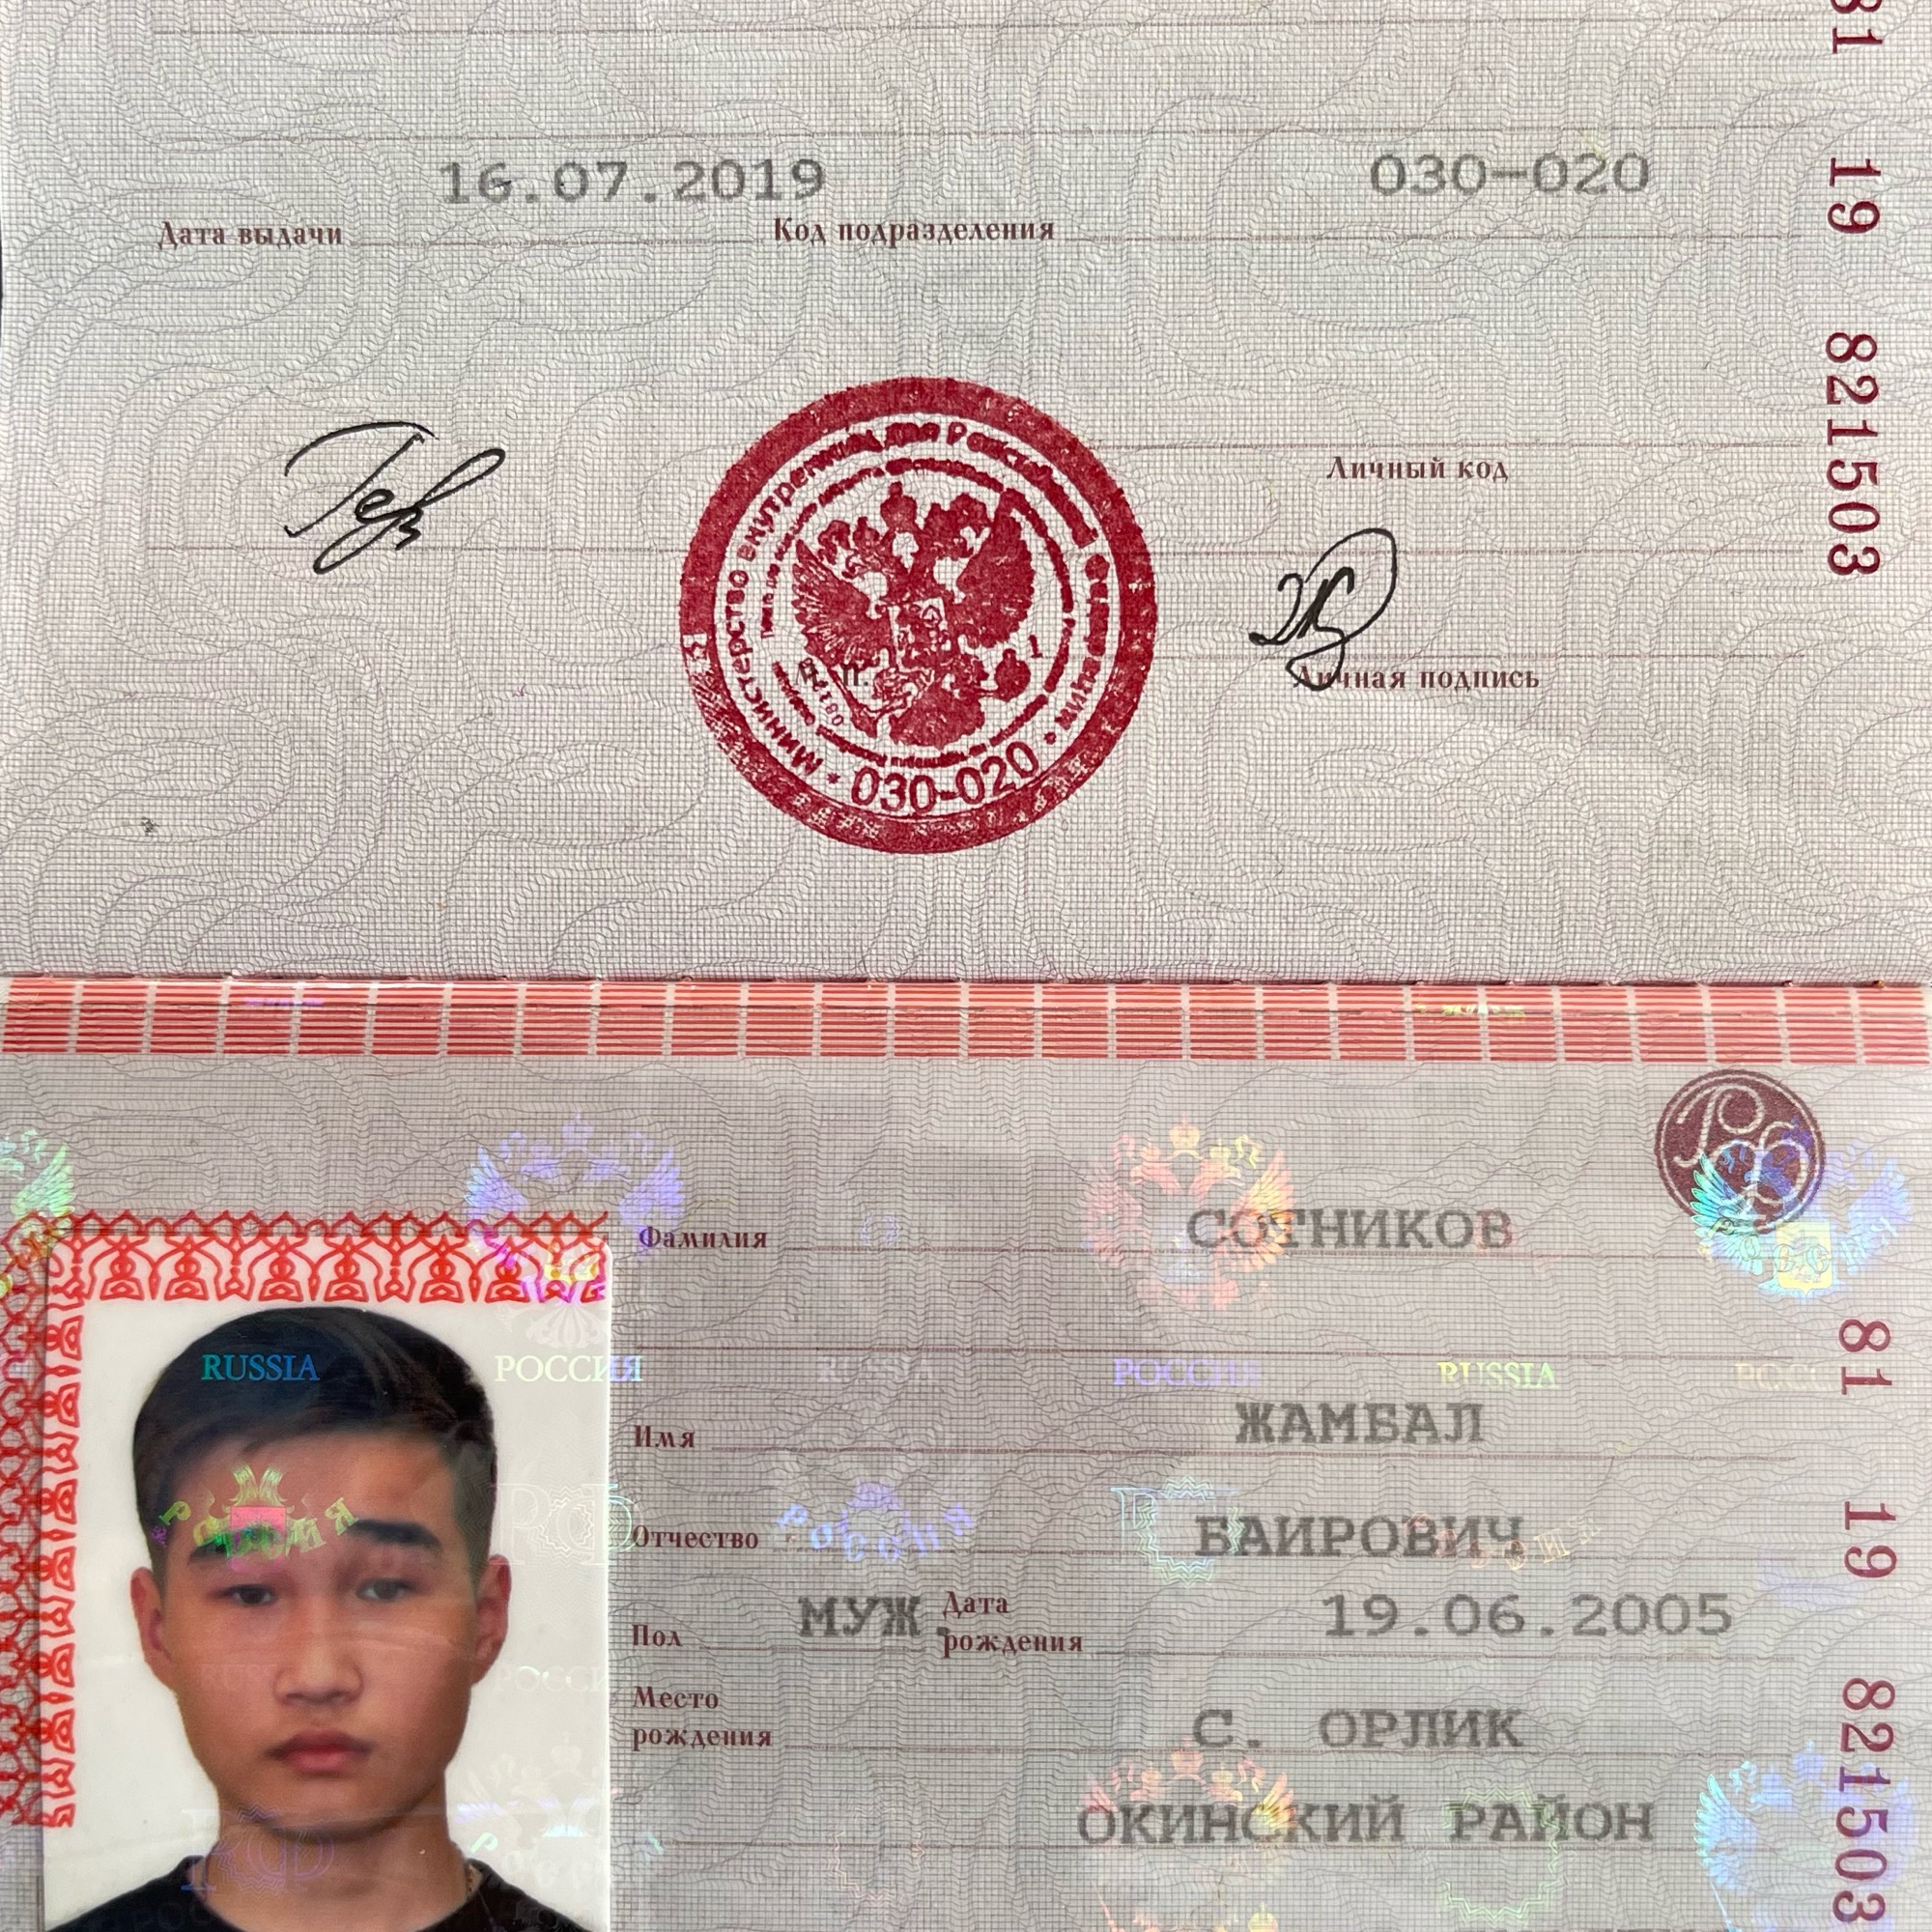 16.07.2019 030-020
Дата выдачи Код подразделения
Министерство внутренних дел Российской Федерации
030-020
М.П.
Личный код
Личная подпись
81 19 821503
Фамилия СОТНИКОВ
RUSSIA РОССИЯ RUSSIA РОССИЯ RUSSIA
Имя ЖАМБАЛ
РОССИЯ РОССИЯ
Отчество БАИРОВИЧ
Пол МУЖ. Дата рождения 19.06.2005
Место рождения С. ОРЛИК
ОКИНСКИЙ РАЙОН
81 19 821503